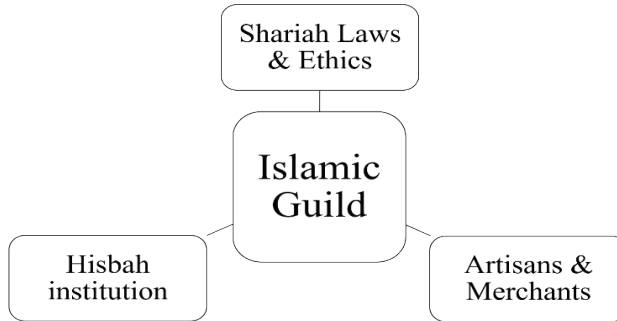 Shariah Laws
& Ethics
Islamic
Guild
Hisbah
institution
Artisans &
Merchants